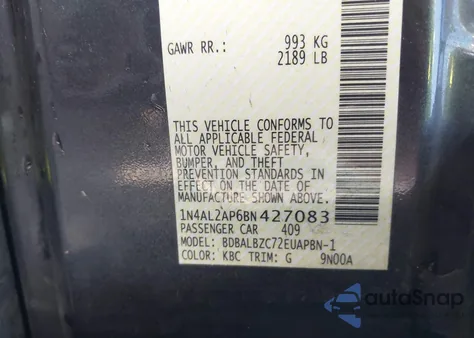 GAWR RR.: 993 KG
2189 LB
THIS VEHICLE CONFORMS TO
ALL APPLICABLE FEDERAL
MOTOR VEHICLE SAFETY,
BUMPER, AND THEFT
PREVENTION STANDARDS IN
EFFECT ON THE DATE OF
MANUFACTURE SHOWN ABOVE.
1N4AL2AP6BN427083
PASSENGER CAR 409
MODEL: BDBALBZC72EUAPBN-1
COLOR: KBC TRIM: G 9N00A
autoSnap